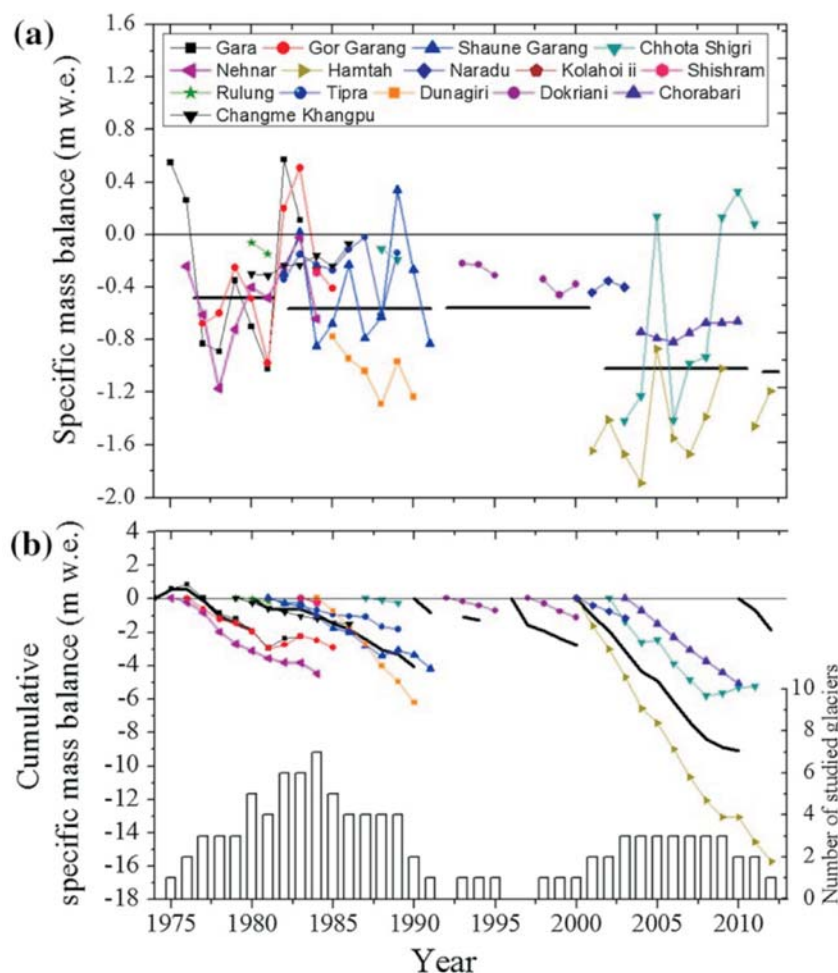 (a)
1.6
1.2
0.8
0.4
0.0
-0.4
-0.8
-1.2
-1.6
-2.0
Specific mass balance (m w.e.)
Gara Gor Garang Shaune Garang Chhota Shigri
Nehnar Hamtah Naradu Kolahoi ii Shishram
Rulung Tipra Dunagiri Dokriani Chorabari
Changme Khangpu
(b)
4
2
0
-2
-4
-6
-8
-10
-12
-14
-16
-18
Cumulative
specific mass balance (m w.e.)
10
8
6
4
2
0
Number of studied glaciers
1975 1980 1985 1990 1995 2000 2005 2010
Year